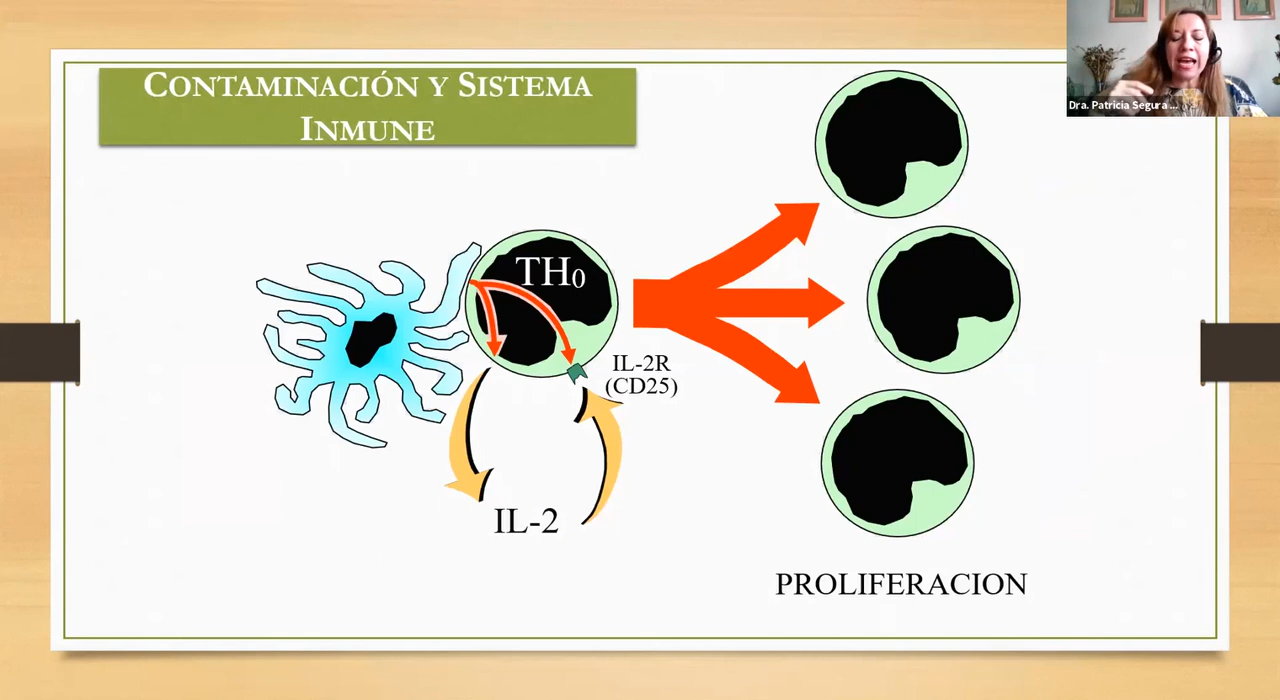 CONTAMINACIÓN Y SISTEMA
INMUNE
Dra. Patricia Segura ...
TH0
IL-2R
(CD25)
IL-2
PROLIFERACION